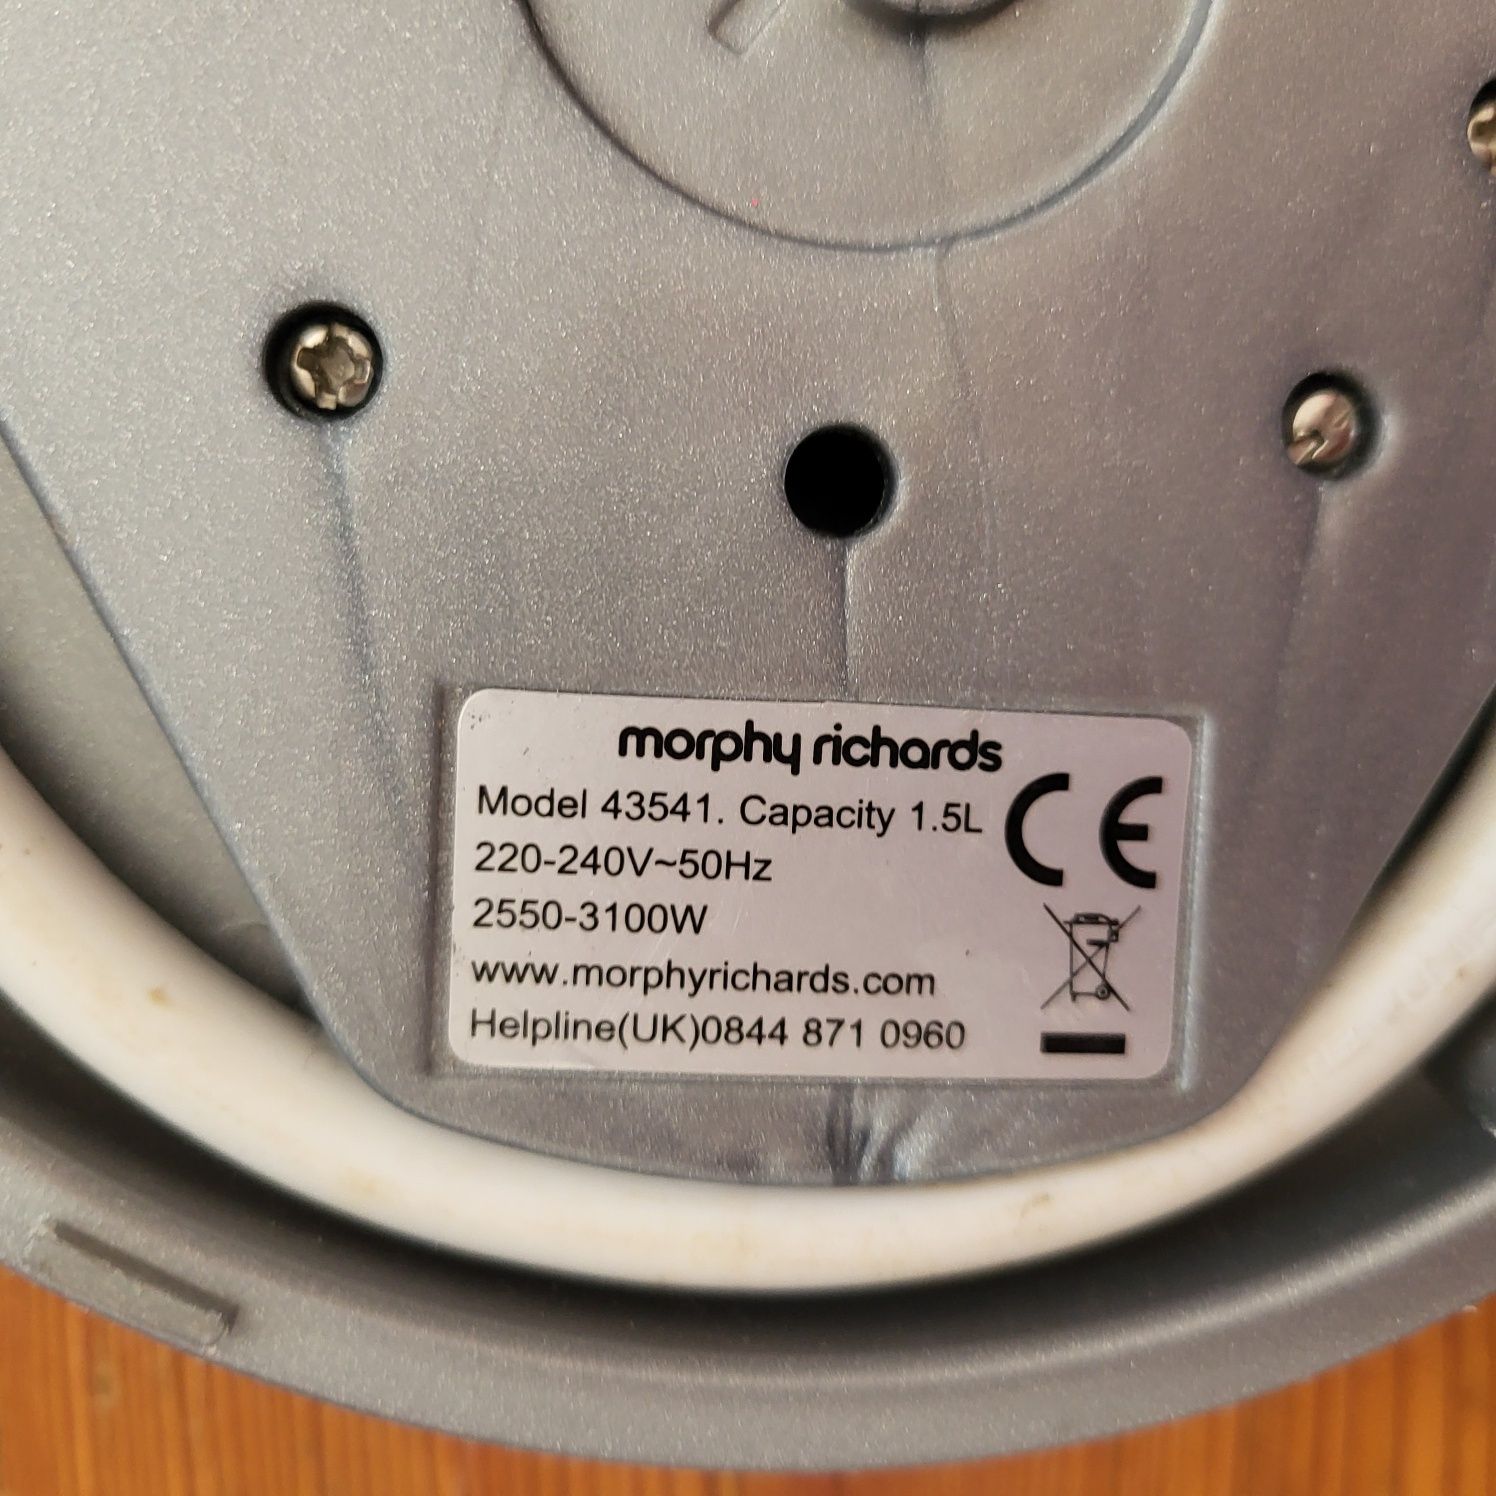 morphy richards
Model 43541. Capacity 1.5L
220-240V~50Hz
2550-3100W
www.morphyrichards.com
Helpline(UK)0844 871 0960
CE